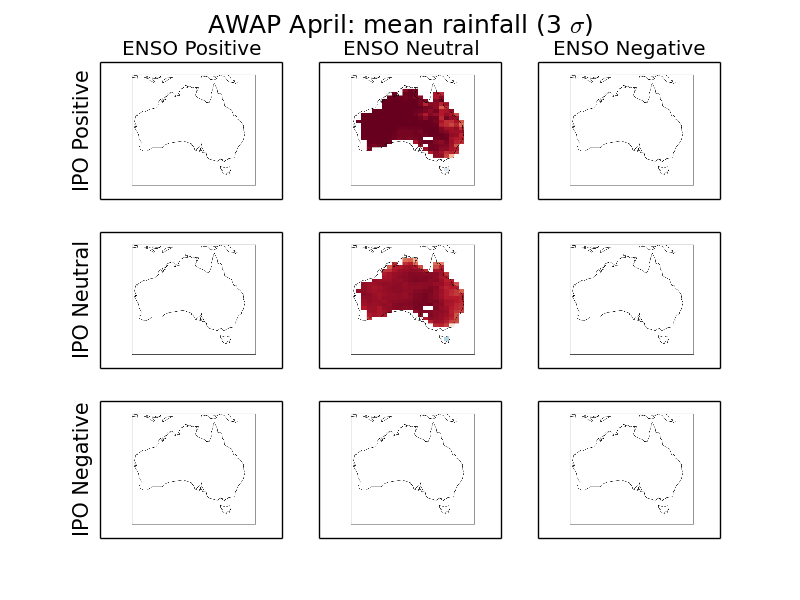 AWAP April: mean rainfall (3 σ)
ENSO Positive
ENSO Neutral
ENSO Negative
IPO Positive
IPO Neutral
IPO Negative